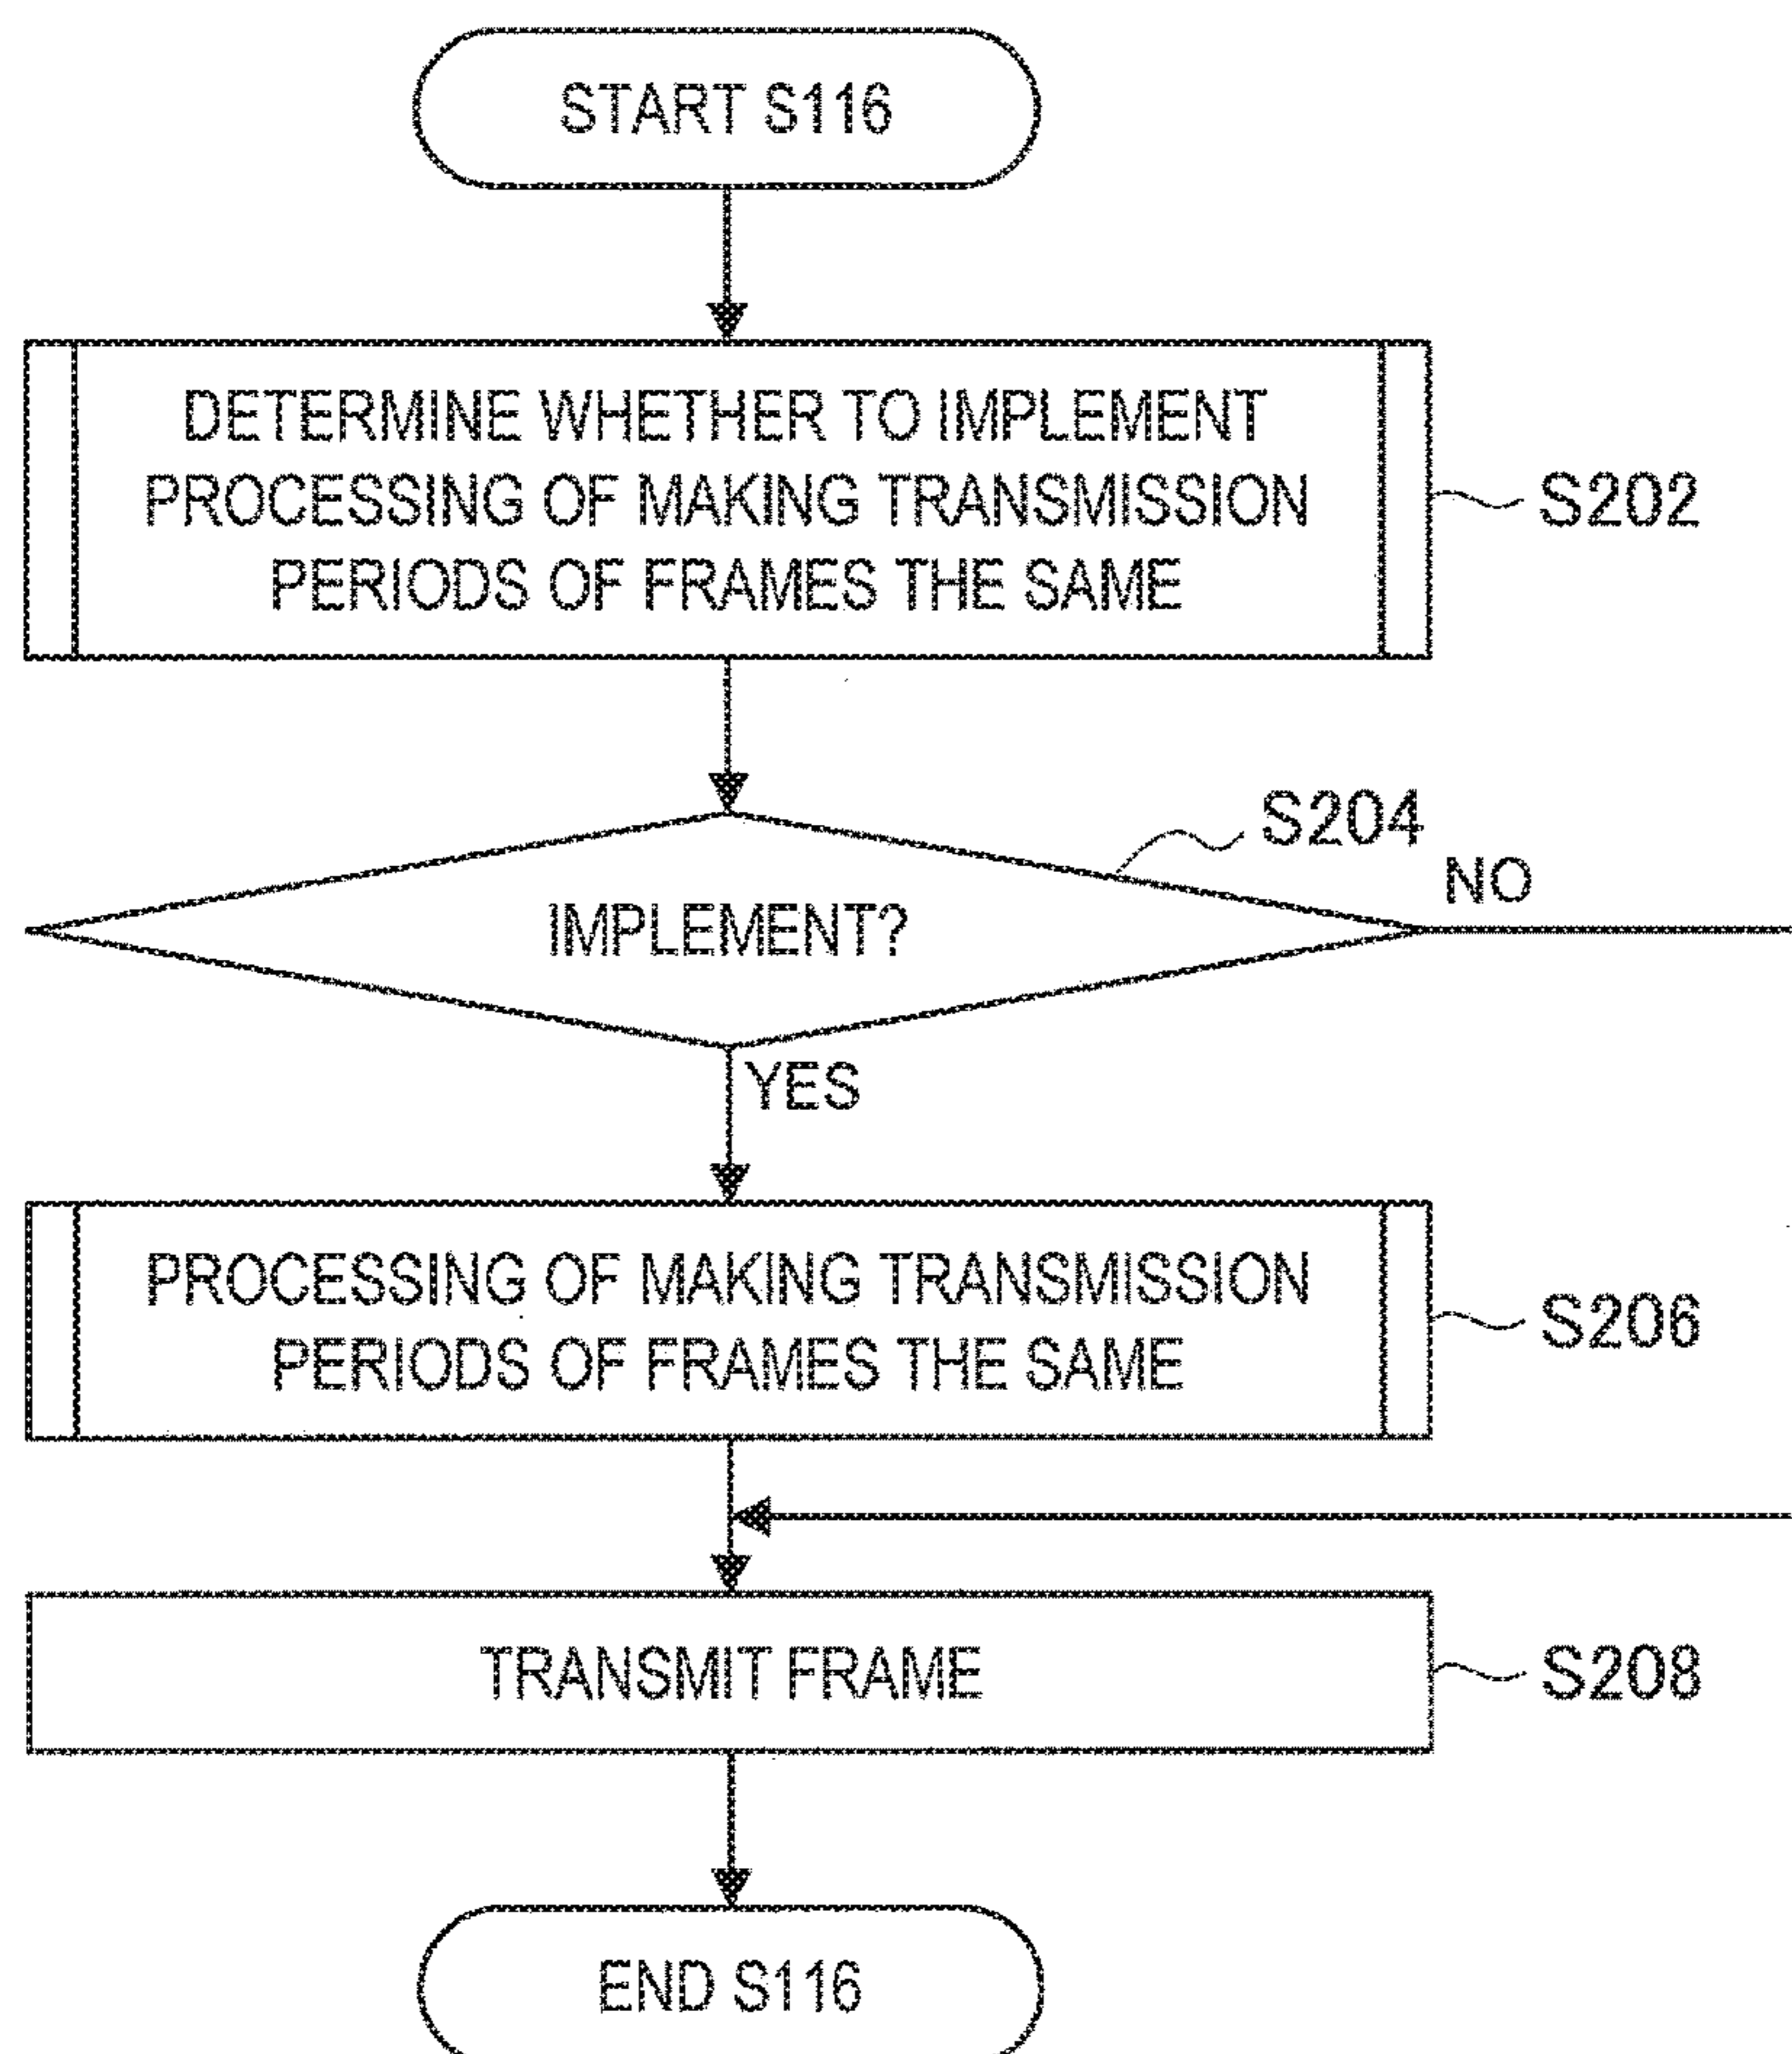 START S116
DETERMINE WHETHER TO IMPLEMENT
PROCESSING OF MAKING TRANSMISSION
PERIODS OF FRAMES THE SAME
S202
S204
NO
IMPLEMENT?
YES
PROCESSING OF MAKING TRANSMISSION
PERIODS OF FRAMES THE SAME
S206
TRANSMIT FRAME
S208
END S116